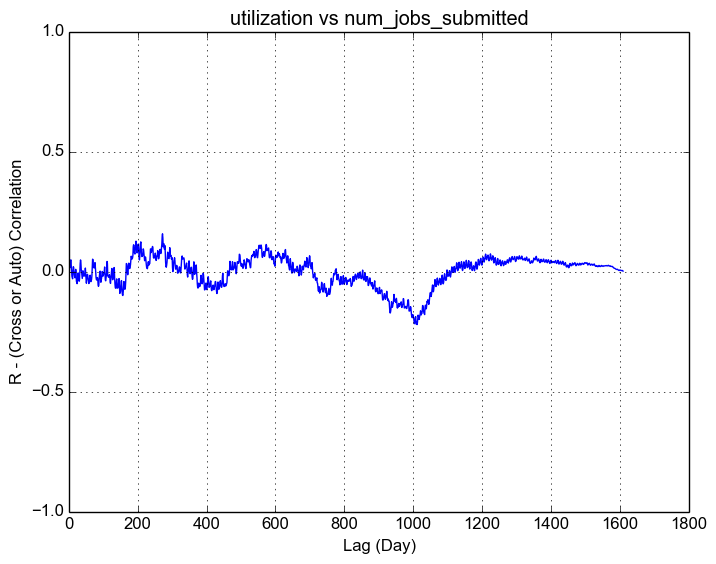 utilization vs num_jobs_submitted
1.0
0.5
0.0
−0.5
−1.0
R - (Cross or Auto) Correlation
0 200 400 600 800 1000 1200 1400 1600 1800
Lag (Day)